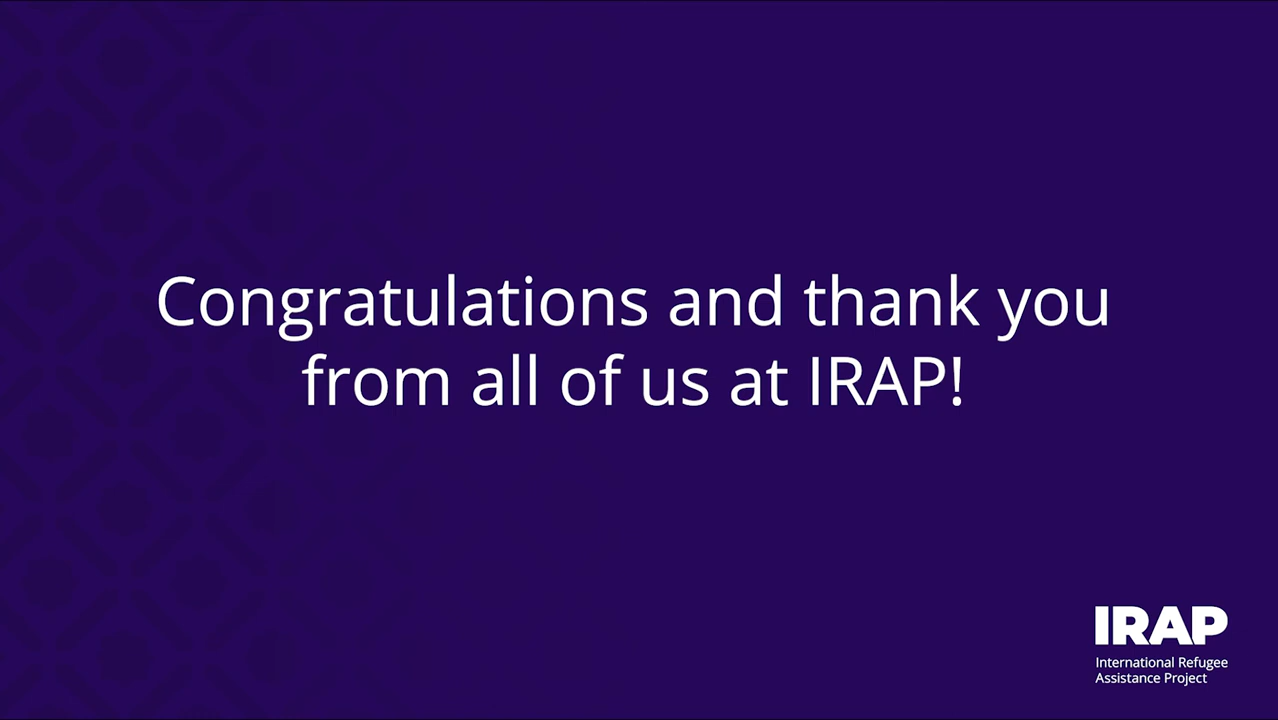 Congratulations and thank you
from all of us at IRAP!
IRAP
International Refugee
Assistance Project